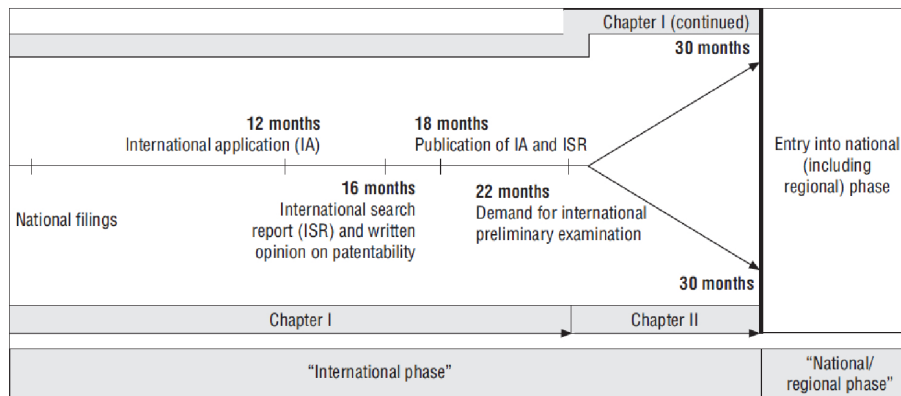 Chapter I (continued)
30 months
12 months
International application (IA)
18 months
Publication of IA and ISR
Entry into national
(including
regional) phase
National filings
16 months
International search
report (ISR) and written
opinion on patentability
22 months
Demand for international
preliminary examination
30 months
Chapter I
Chapter II
“International phase”
“National/
regional phase”